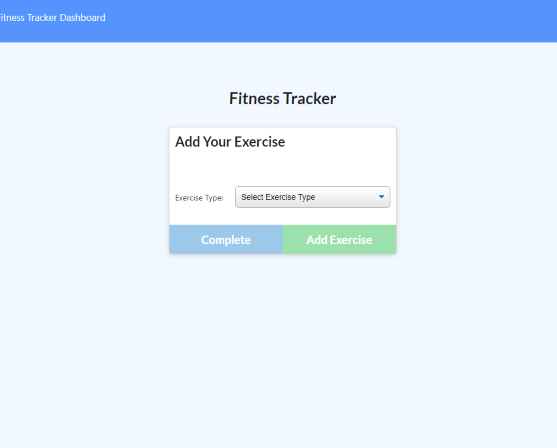 itness Tracker Dashboard
Fitness Tracker
Add Your Exercise
Exercise Type:
Select Exercise Type
Complete
Add Exercise